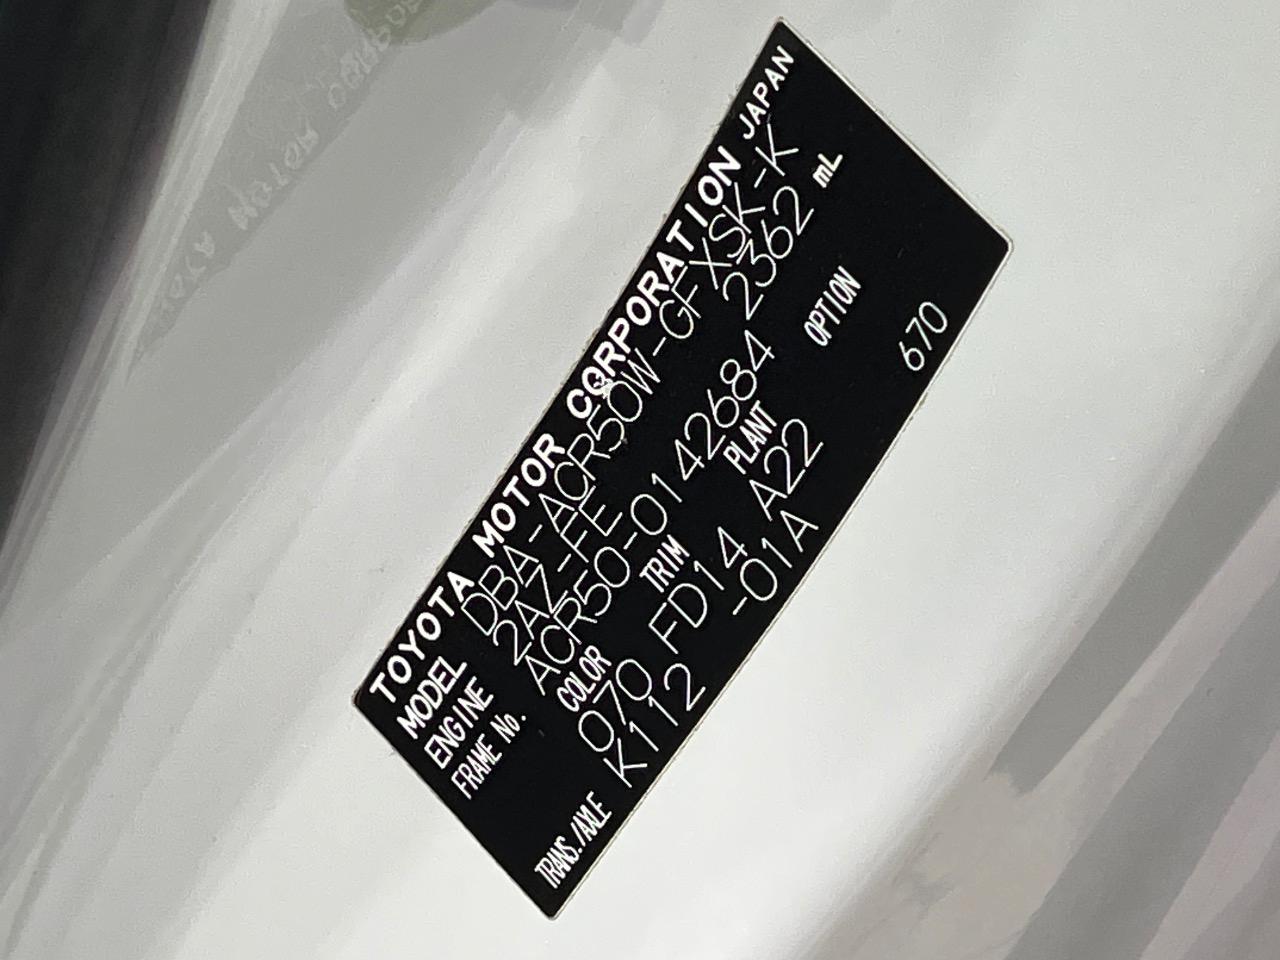 TOYOTA MOTOR CORPORATION JAPAN
MODEL DBA-ACR50W-GFXSK-K
ENGINE 2AZ-FE 2362 mL
FRAME No. ACR50-0142684
COLOR TRIM PLANT OPTION
070 FD14 A22 670
TRANS./AXLE K112 -01A